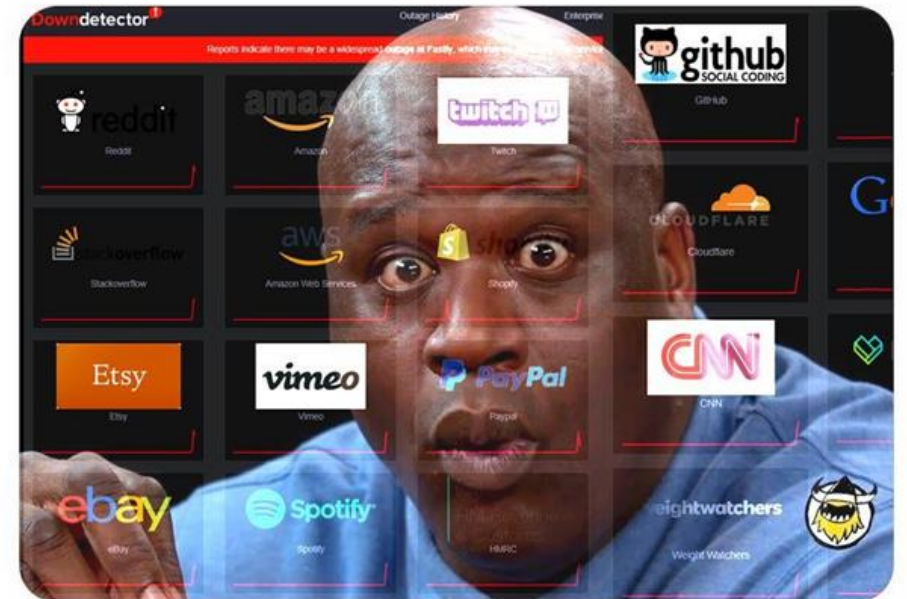 Downdetector
Outage History
Enterprise
Reports indicate there may be a widespread outage at Fastly, which
reddit
Reddit
amazon
Amazon
twitch
Twitch
github
SOCIAL CODING
GitHub
stackoverflow
Stackoverflow
aws
Amazon Web Services
shopify
Shopify
CLOUDFLARE
Cloudflare
Etsy
Etsy
vimeo
Vimeo
PayPal
Paypal
CNN
CNN
ebay
eBay
Spotify
Spotify
HMRC
eightwatchers
Weight Watchers